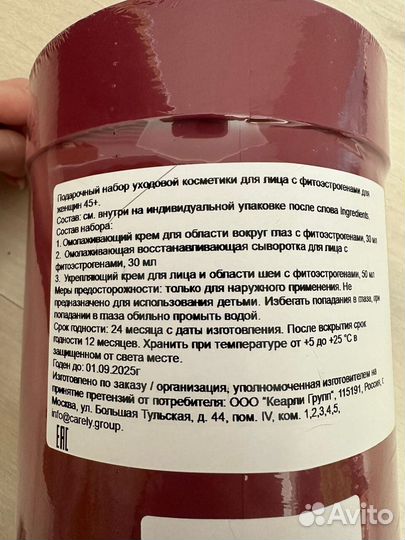 Подарочный набор уходовой косметики для лица с фитоэстрогенами для
женщин 45+.
Состав: см. внутри на индивидуальной упаковке после слова Ingredients.
Состав набора:
1. Омолаживающий крем для области вокруг глаз с фитоэстрогенами, 30 мл
2. Омолаживающая восстанавливающая сыворотка для лица с
фитоэстрогенами, 30 мл
3. Укрепляющий крем для лица и области шеи с фитоэстрогенами, 50 мл
Меры предосторожности: только для наружного применения. Не
предназначено для использования детьми. Избегать попадания в глаза, при
попадании в глаза обильно промыть водой.
Срок годности: 24 месяца с даты изготовления. После вскрытия срок
годности 12 месяцев. Хранить при температуре от +5 до +25 °C в
защищенном от света месте.
Годен до: 01.09.2025г
Изготовлено по заказу / организация, уполномоченная изготовителем на
принятие претензий от потребителя: ООО "Кеарли Групп", 115191, Россия, г.
Москва, ул. Большая Тульская, д. 44, пом. IV, ком. 1,2,3,4,5,
info@carely.group.
EAC
Avito